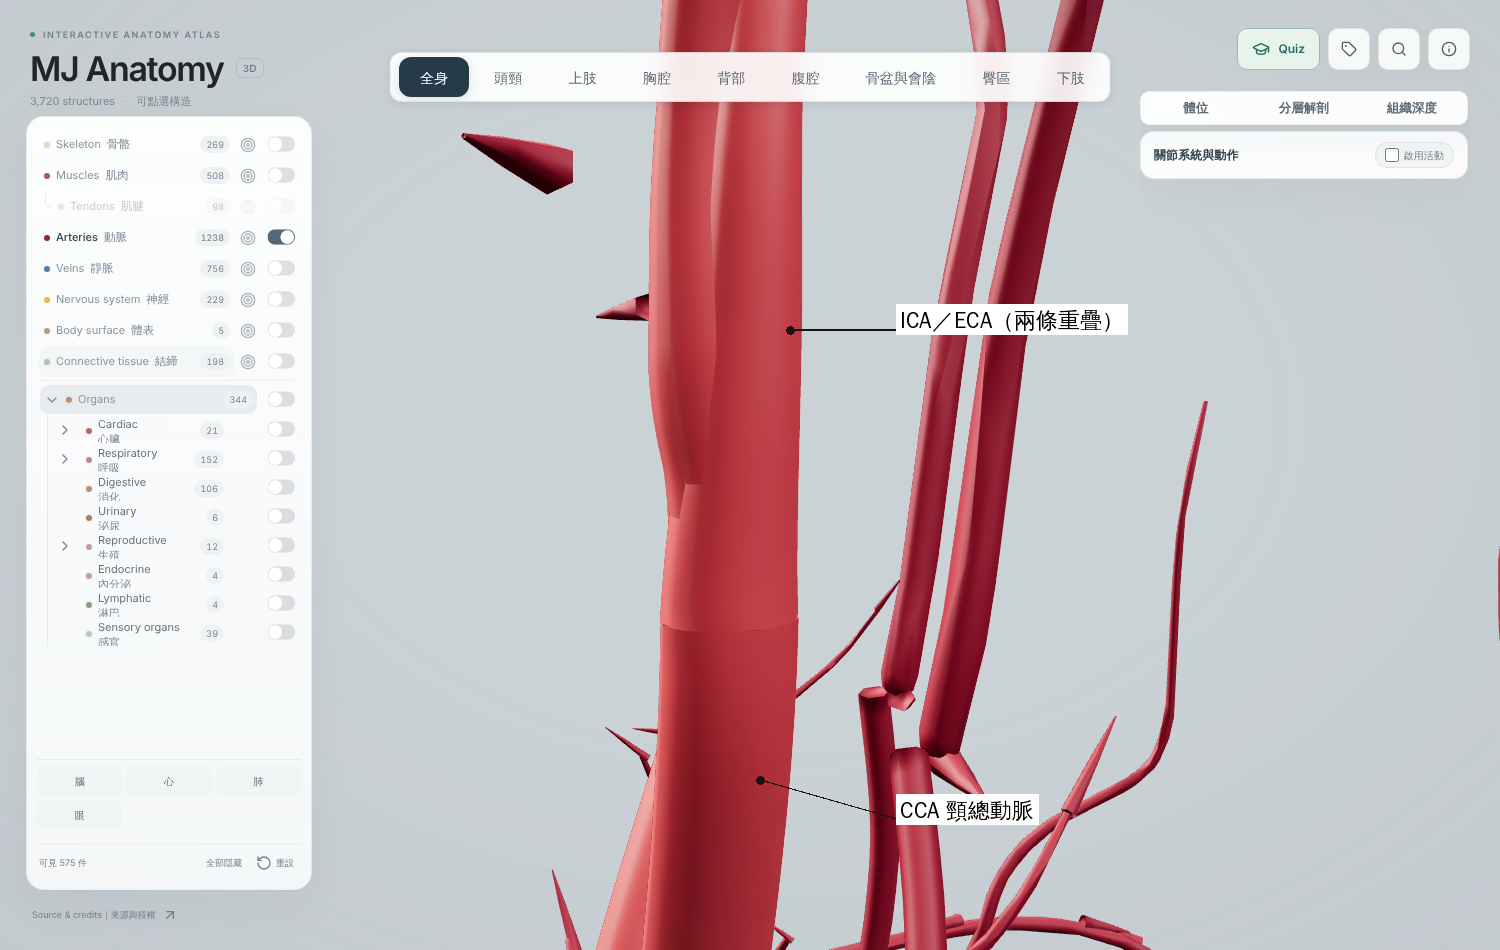 INTERACTIVE ANATOMY ATLAS
MJ Anatomy 3D
3,720 structures · 可點選構造
Skeleton 骨骼 269
Muscles 肌肉 508
Tendons 肌腱 98
Arteries 動脈 1238
Veins 靜脈 756
Nervous system 神經 229
Body surface 體表 5
Connective tissue 結締 198
Organs 344
Cardiac 21
心臟
Respiratory 152
呼吸
Digestive 106
消化
Urinary 6
泌尿
Reproductive 12
生殖
Endocrine 4
內分泌
Lymphatic 4
淋巴
Sensory organs 39
感官
腦 心 肺
眼
可見 575 件 全部隱藏 重設
Source & credits | 來源與授權
全身 頭頸 上肢 胸腔 背部 腹腔 骨盆與會陰 臀區 下肢
Quiz
體位 分層解剖 組織深度
關節系統與動作 啟用活動
ICA／ECA（兩條重疊）
CCA 頸總動脈